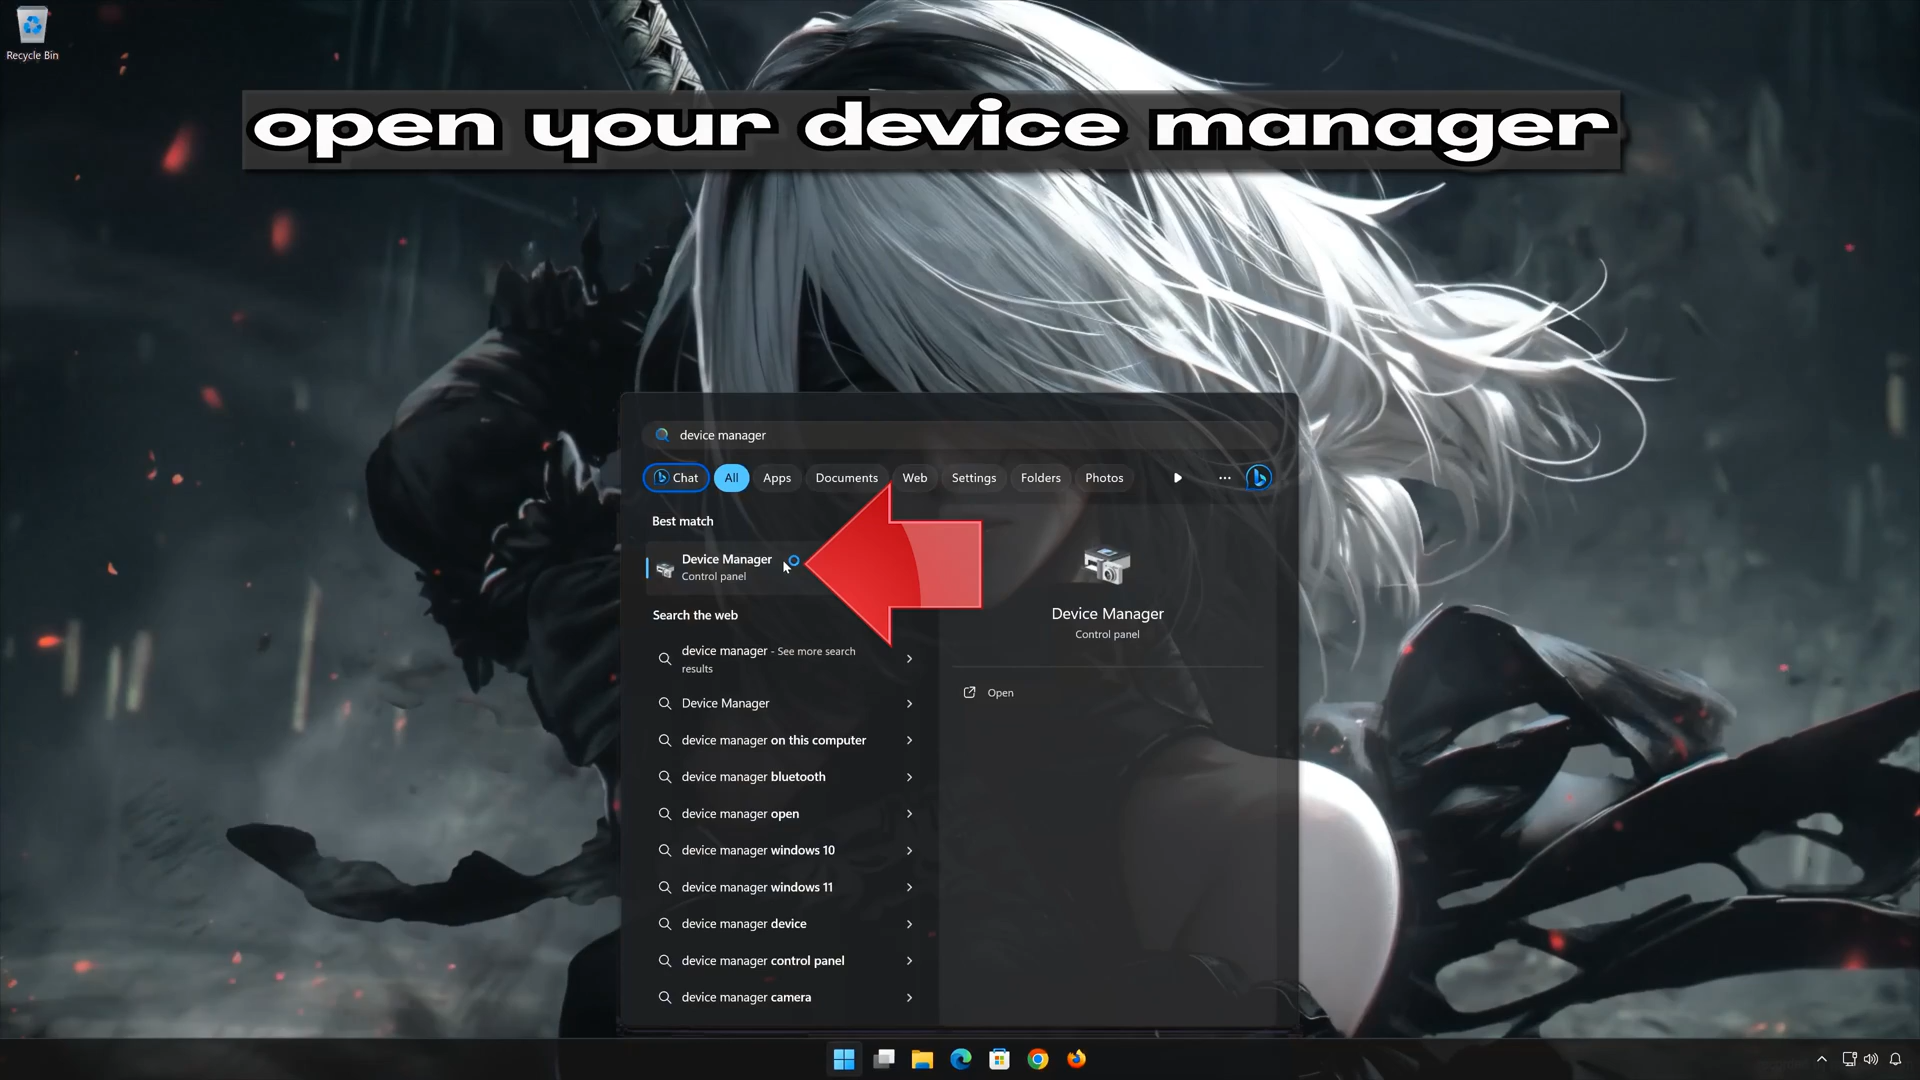 Recycle Bin
open your device manager
device manager
Chat All Apps Documents Web Settings Folders Photos
Best match
Device Manager
Control panel
Device Manager
Control panel
Open
Search the web
device manager - See more search
results
Device Manager
device manager on this computer
device manager bluetooth
device manager open
device manager windows 10
device manager windows 11
device manager device
device manager control panel
device manager camera